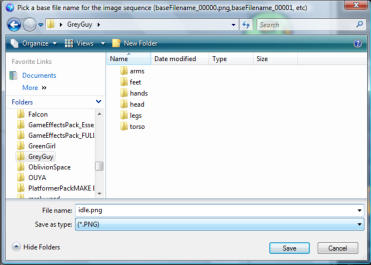 Pick a base file name for the image sequence (baseFilename_00000.png,baseFilename_00001, etc)
GreyGuy
Search
Organize Views New Folder
Favorite Links
Documents
More »
Folders
Falcon
GameEffectsPack_Esse
GameEffectsPack_FULL
GreenGirl
GreyGuy
OblivionSpace
OUYA
PlatformerPackMAKE E
Name Date modified Type Size
arms
feet
hands
head
legs
torso
File name: idle.png
Save as type: (*.PNG)
Hide Folders Save Cancel